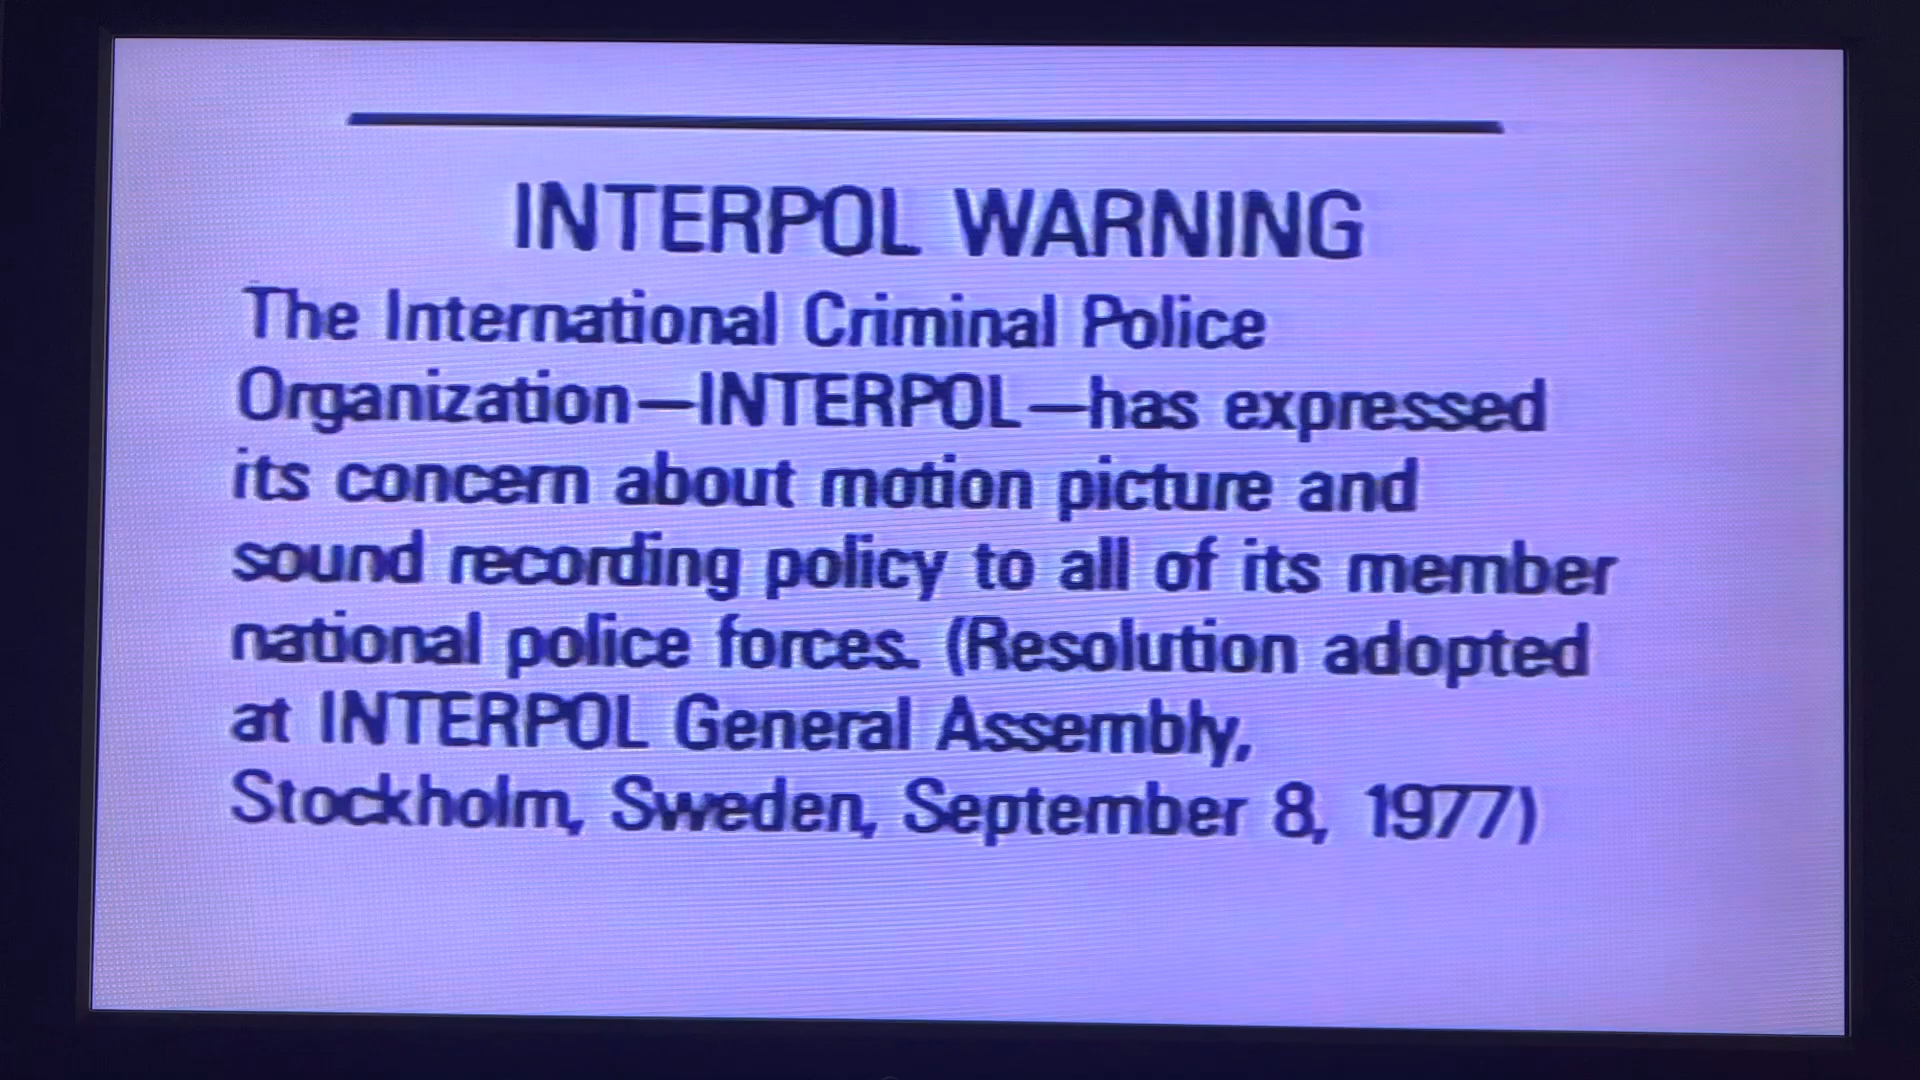 INTERPOL WARNING
The International Criminal Police
Organization—INTERPOL—has expressed
its concern about motion picture and
sound recording policy to all of its member
national police forces. (Resolution adopted
at INTERPOL General Assembly,
Stockholm, Sweden, September 8, 1977)